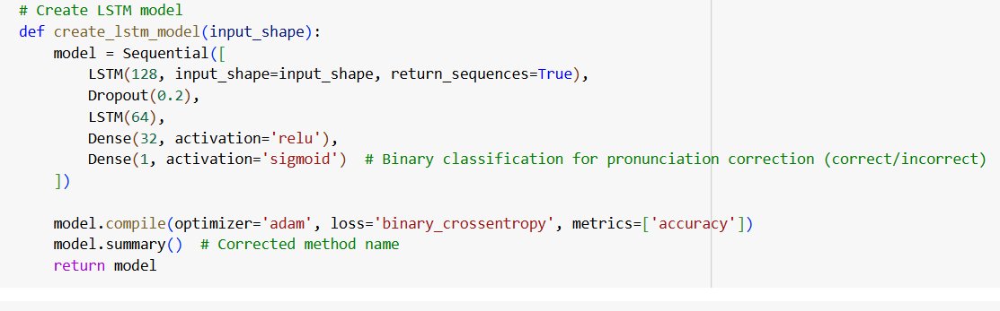 # Create LSTM model
def create_lstm_model(input_shape):
    model = Sequential([
        LSTM(128, input_shape=input_shape, return_sequences=True),
        Dropout(0.2),
        LSTM(64),
        Dense(32, activation='relu'),
        Dense(1, activation='sigmoid')  # Binary classification for pronunciation correction (correct/incorrect)
    ])

    model.compile(optimizer='adam', loss='binary_crossentropy', metrics=['accuracy'])
    model.summary()  # Corrected method name
    return model